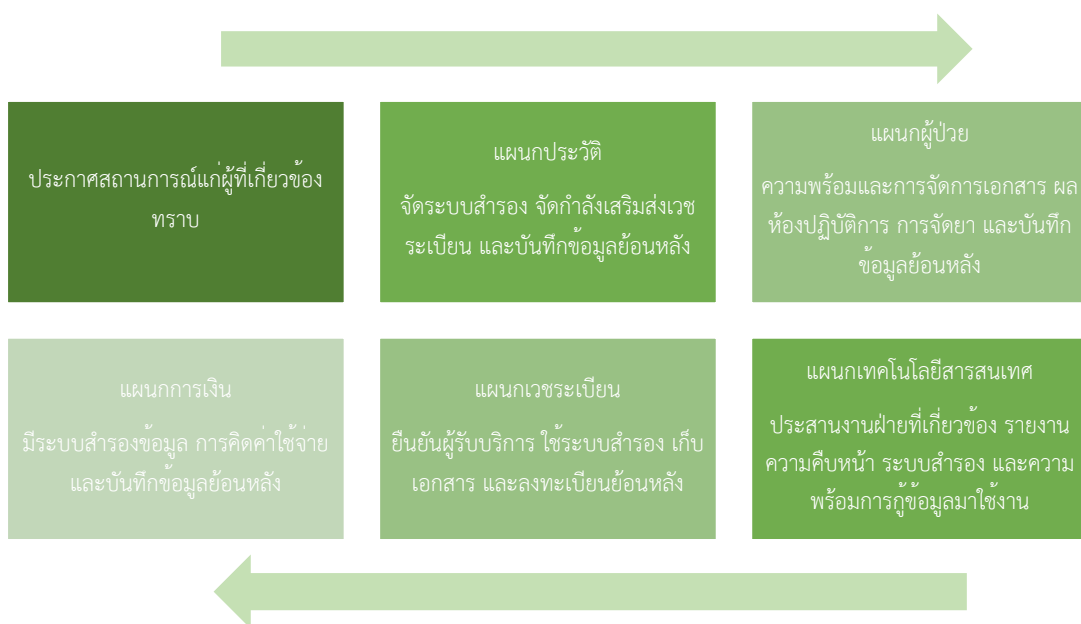 ประกาศสถานการณ์แก่ผู้ที่เกี่ยวข้อง
ทราบ
แผนกประวัติ
จัดระบบสำรอง จัดกำลังเสริมส่งเวช
ระเบียน และบันทึกข้อมูลย้อนหลัง
แผนกผู้ป่วย
ความพร้อมและการจัดการเอกสาร ผล
ห้องปฏิบัติการ การจัดยา และบันทึก
ข้อมูลย้อนหลัง
แผนกการเงิน
มีระบบสำรองข้อมูล การคิดค่าใช้จ่าย
และบันทึกข้อมูลย้อนหลัง
แผนกเวชระเบียน
ยืนยันผู้รับบริการ ใช้ระบบสำรอง เก็บ
เอกสาร และลงทะเบียนย้อนหลัง
แผนกเทคโนโลยีสารสนเทศ
ประสานงานฝ่ายที่เกี่ยวข้อง รายงาน
ความคืบหน้า ระบบสำรอง และความ
พร้อมการกู้ข้อมูลมาใช้งาน